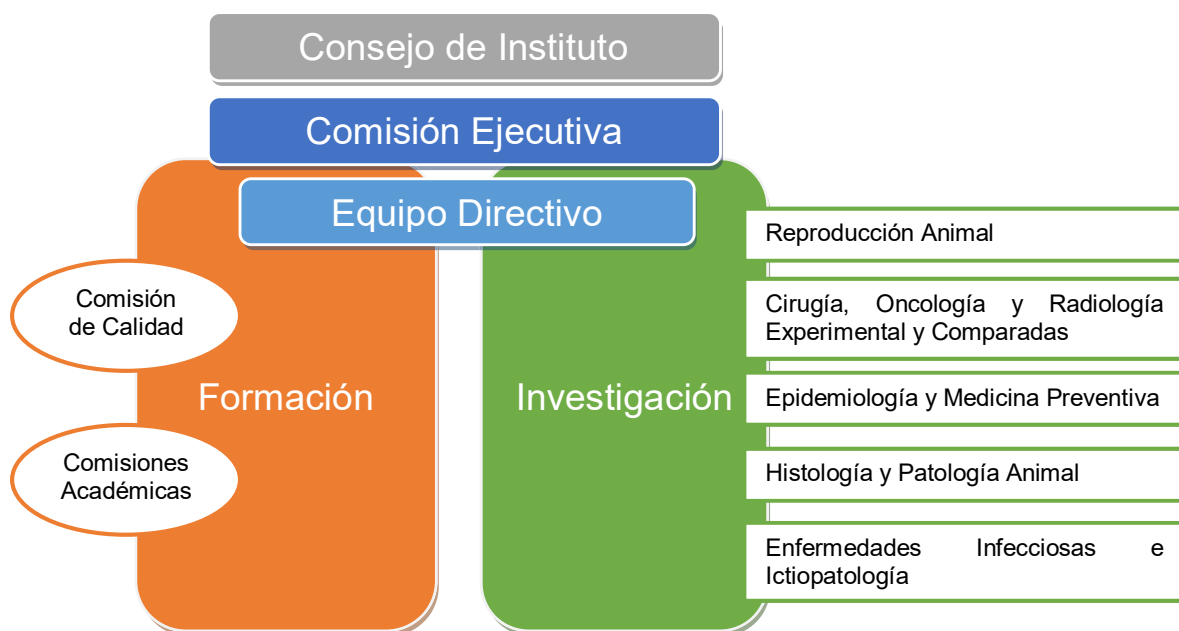 Consejo de Instituto
Comisión Ejecutiva
Equipo Directivo
Comisión
de Calidad
Formación
Comisiones
Académicas
Investigación
Reproducción Animal
Cirugía, Oncología y Radiología
Experimental y Comparadas
Epidemiología y Medicina Preventiva
Histología y Patología Animal
Enfermedades Infecciosas e
Ictiopatología